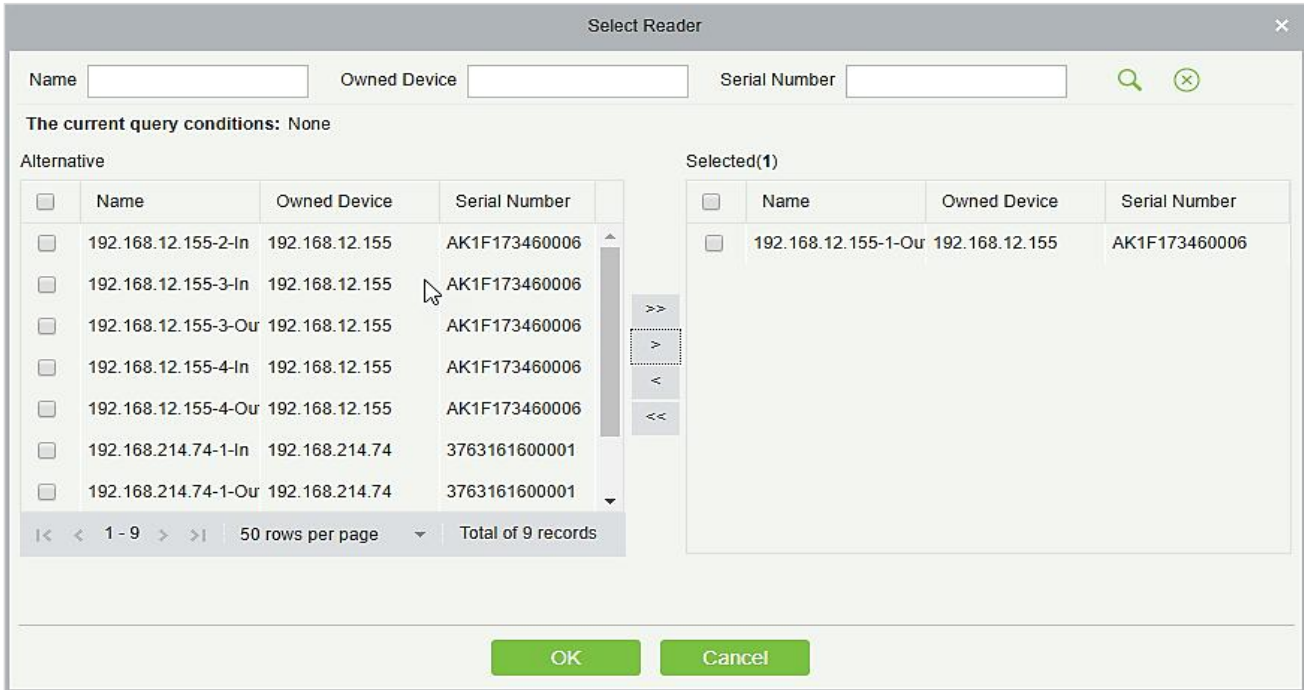 Select Reader ×
Name Owned Device Serial Number
The current query conditions: None
Alternative Selected(1)
Name Owned Device Serial Number Name Owned Device Serial Number
192.168.12.155-2-In 192.168.12.155 AK1F173460006 192.168.12.155-1-Ou 192.168.12.155 AK1F173460006
192.168.12.155-3-In 192.168.12.155 AK1F173460006
>>
192.168.12.155-3-Ou 192.168.12.155 AK1F173460006
>
192.168.12.155-4-In 192.168.12.155 AK1F173460006
<
192.168.12.155-4-Ou 192.168.12.155 AK1F173460006
<<
192.168.214.74-1-In 192.168.214.74 3763161600001
192.168.214.74-1-Ou 192.168.214.74 3763161600001
|< < 1 - 9 > >| 50 rows per page Total of 9 records
OK Cancel